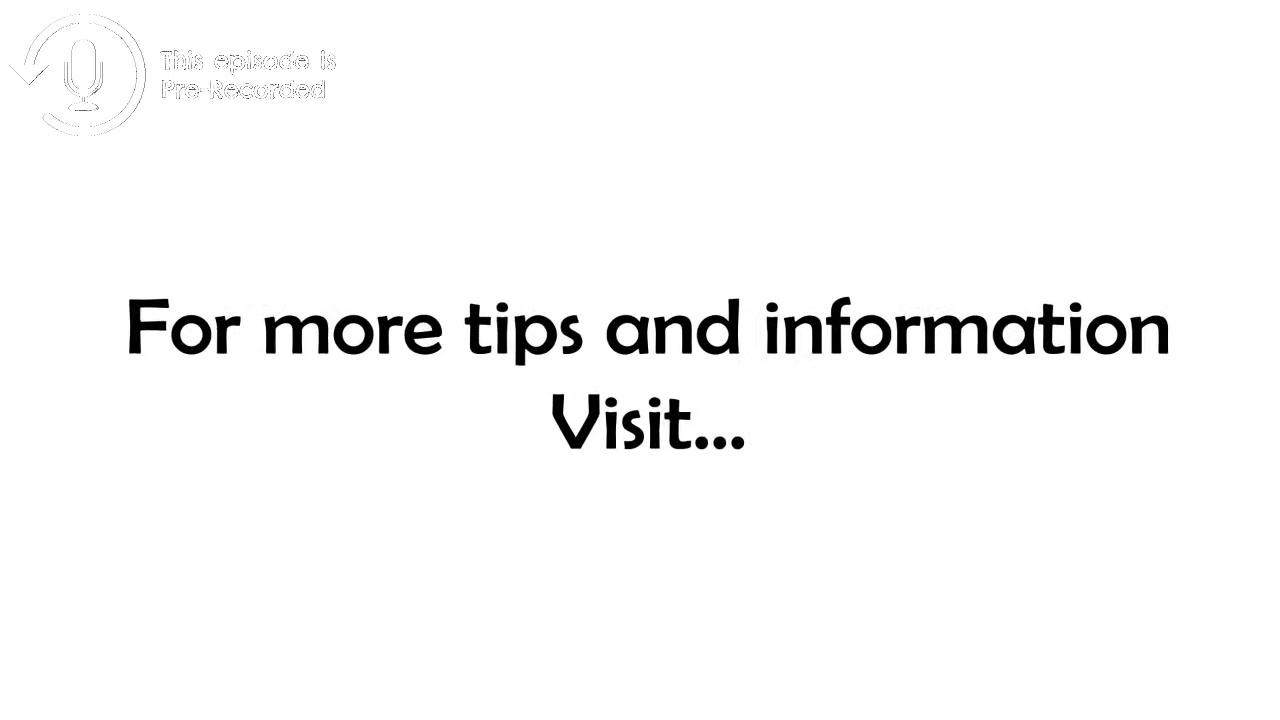 This episode is
Pre-Recorded
For more tips and information
Visit...